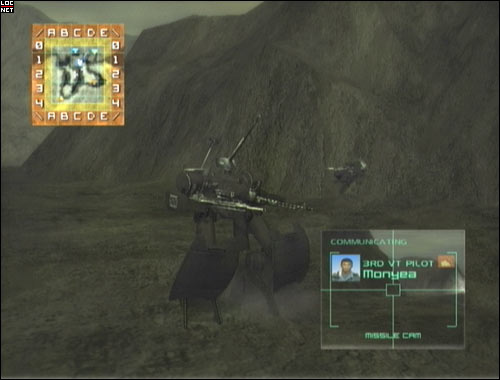 LOC
NET
A B C D E
0 0
1 1
2 2
3 3
4 4
A B C D E
COMMUNICATING
3RD VT PILOT
Monyea
MISSILE CAM